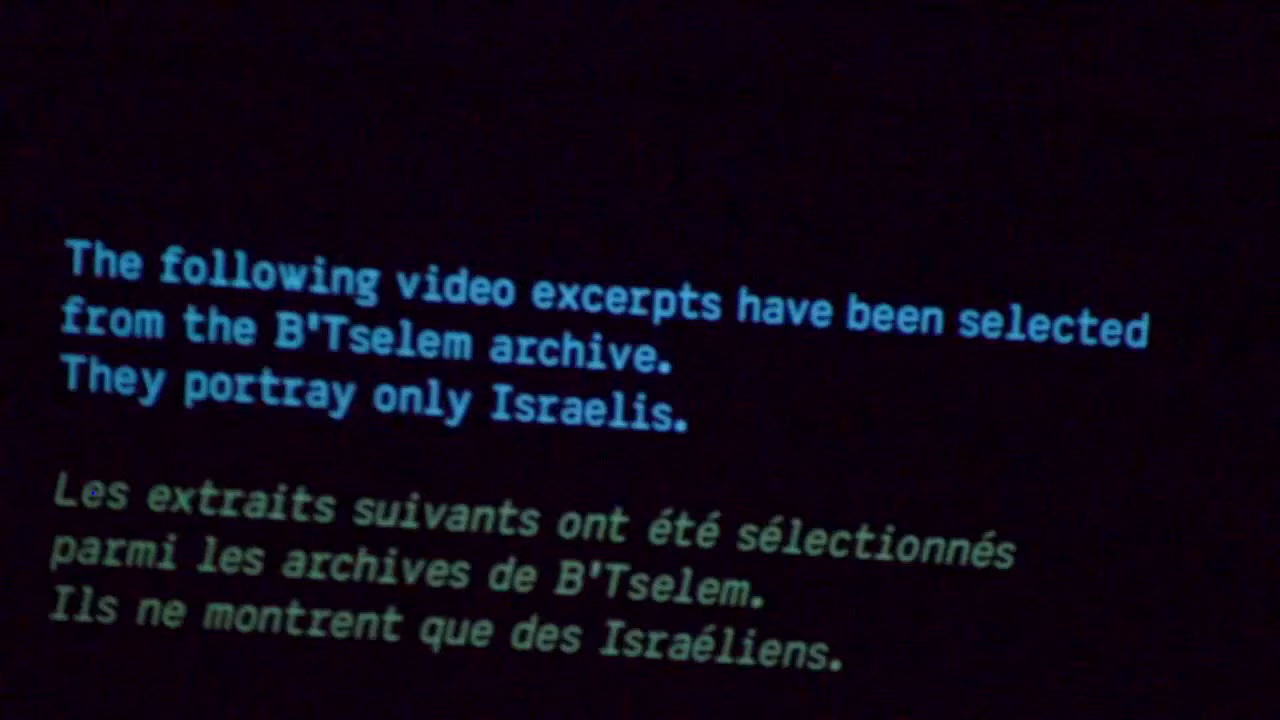 The following video excerpts have been selected
from the B'Tselem archive.
They portray only Israelis.
Les extraits suivants ont été sélectionnés
parmi les archives de B'Tselem.
Ils ne montrent que des Israéliens.